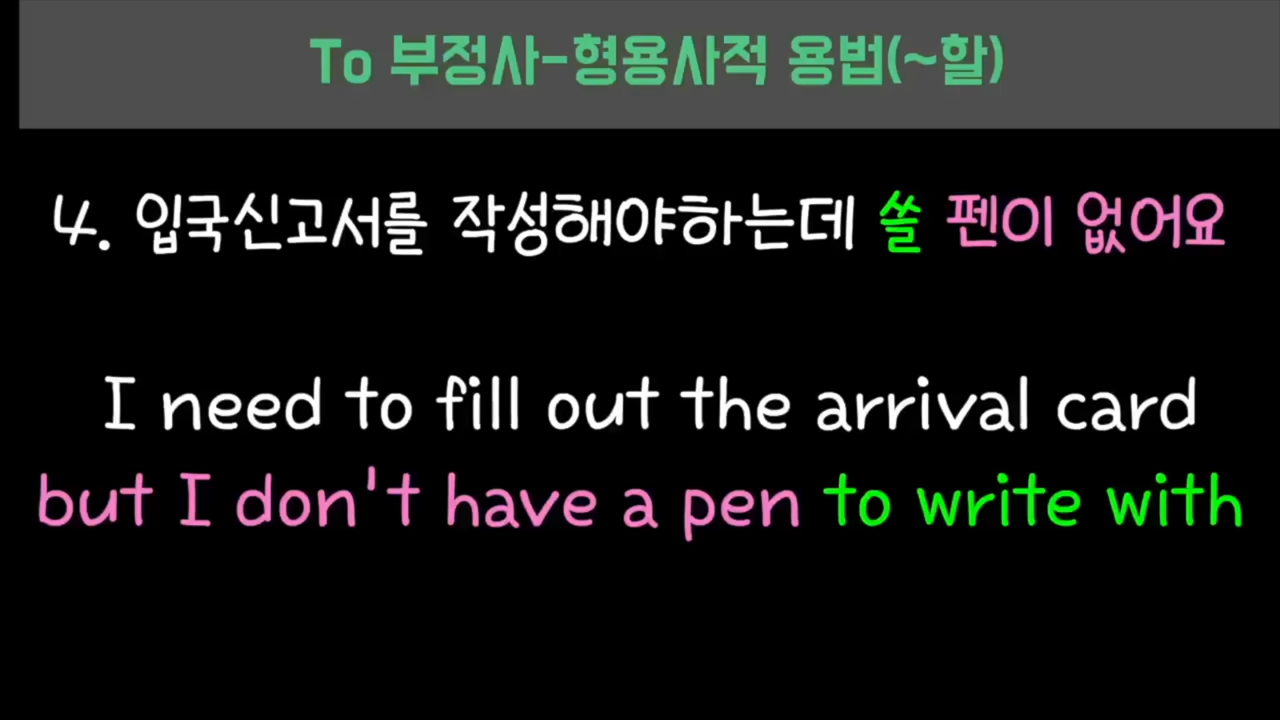 To 부정사-형용사적 용법(~할)
4. 입국신고서를 작성해야하는데 쓸 펜이 없어요
I need to fill out the arrival card
but I don't have a pen to write with